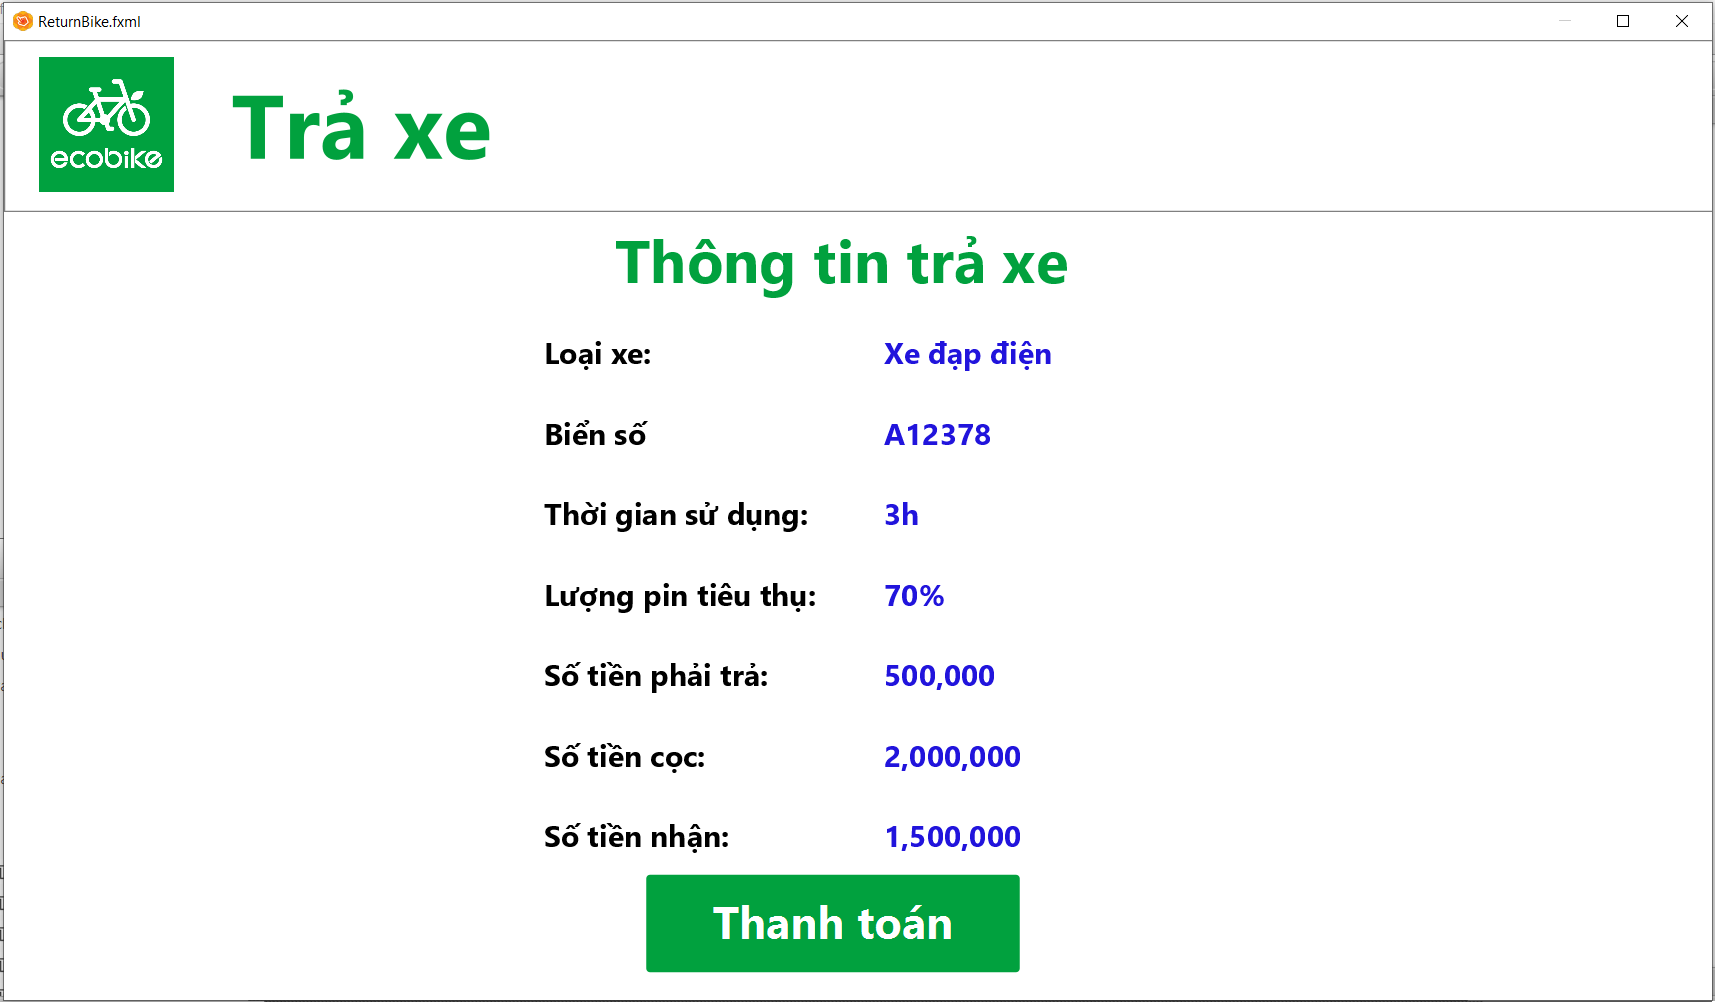 ReturnBike.fxml
ecobike
Trả xe
Thông tin trả xe
Loại xe: Xe đạp điện
Biển số A12378
Thời gian sử dụng: 3h
Lượng pin tiêu thụ: 70%
Số tiền phải trả: 500,000
Số tiền cọc: 2,000,000
Số tiền nhận: 1,500,000
Thanh toán